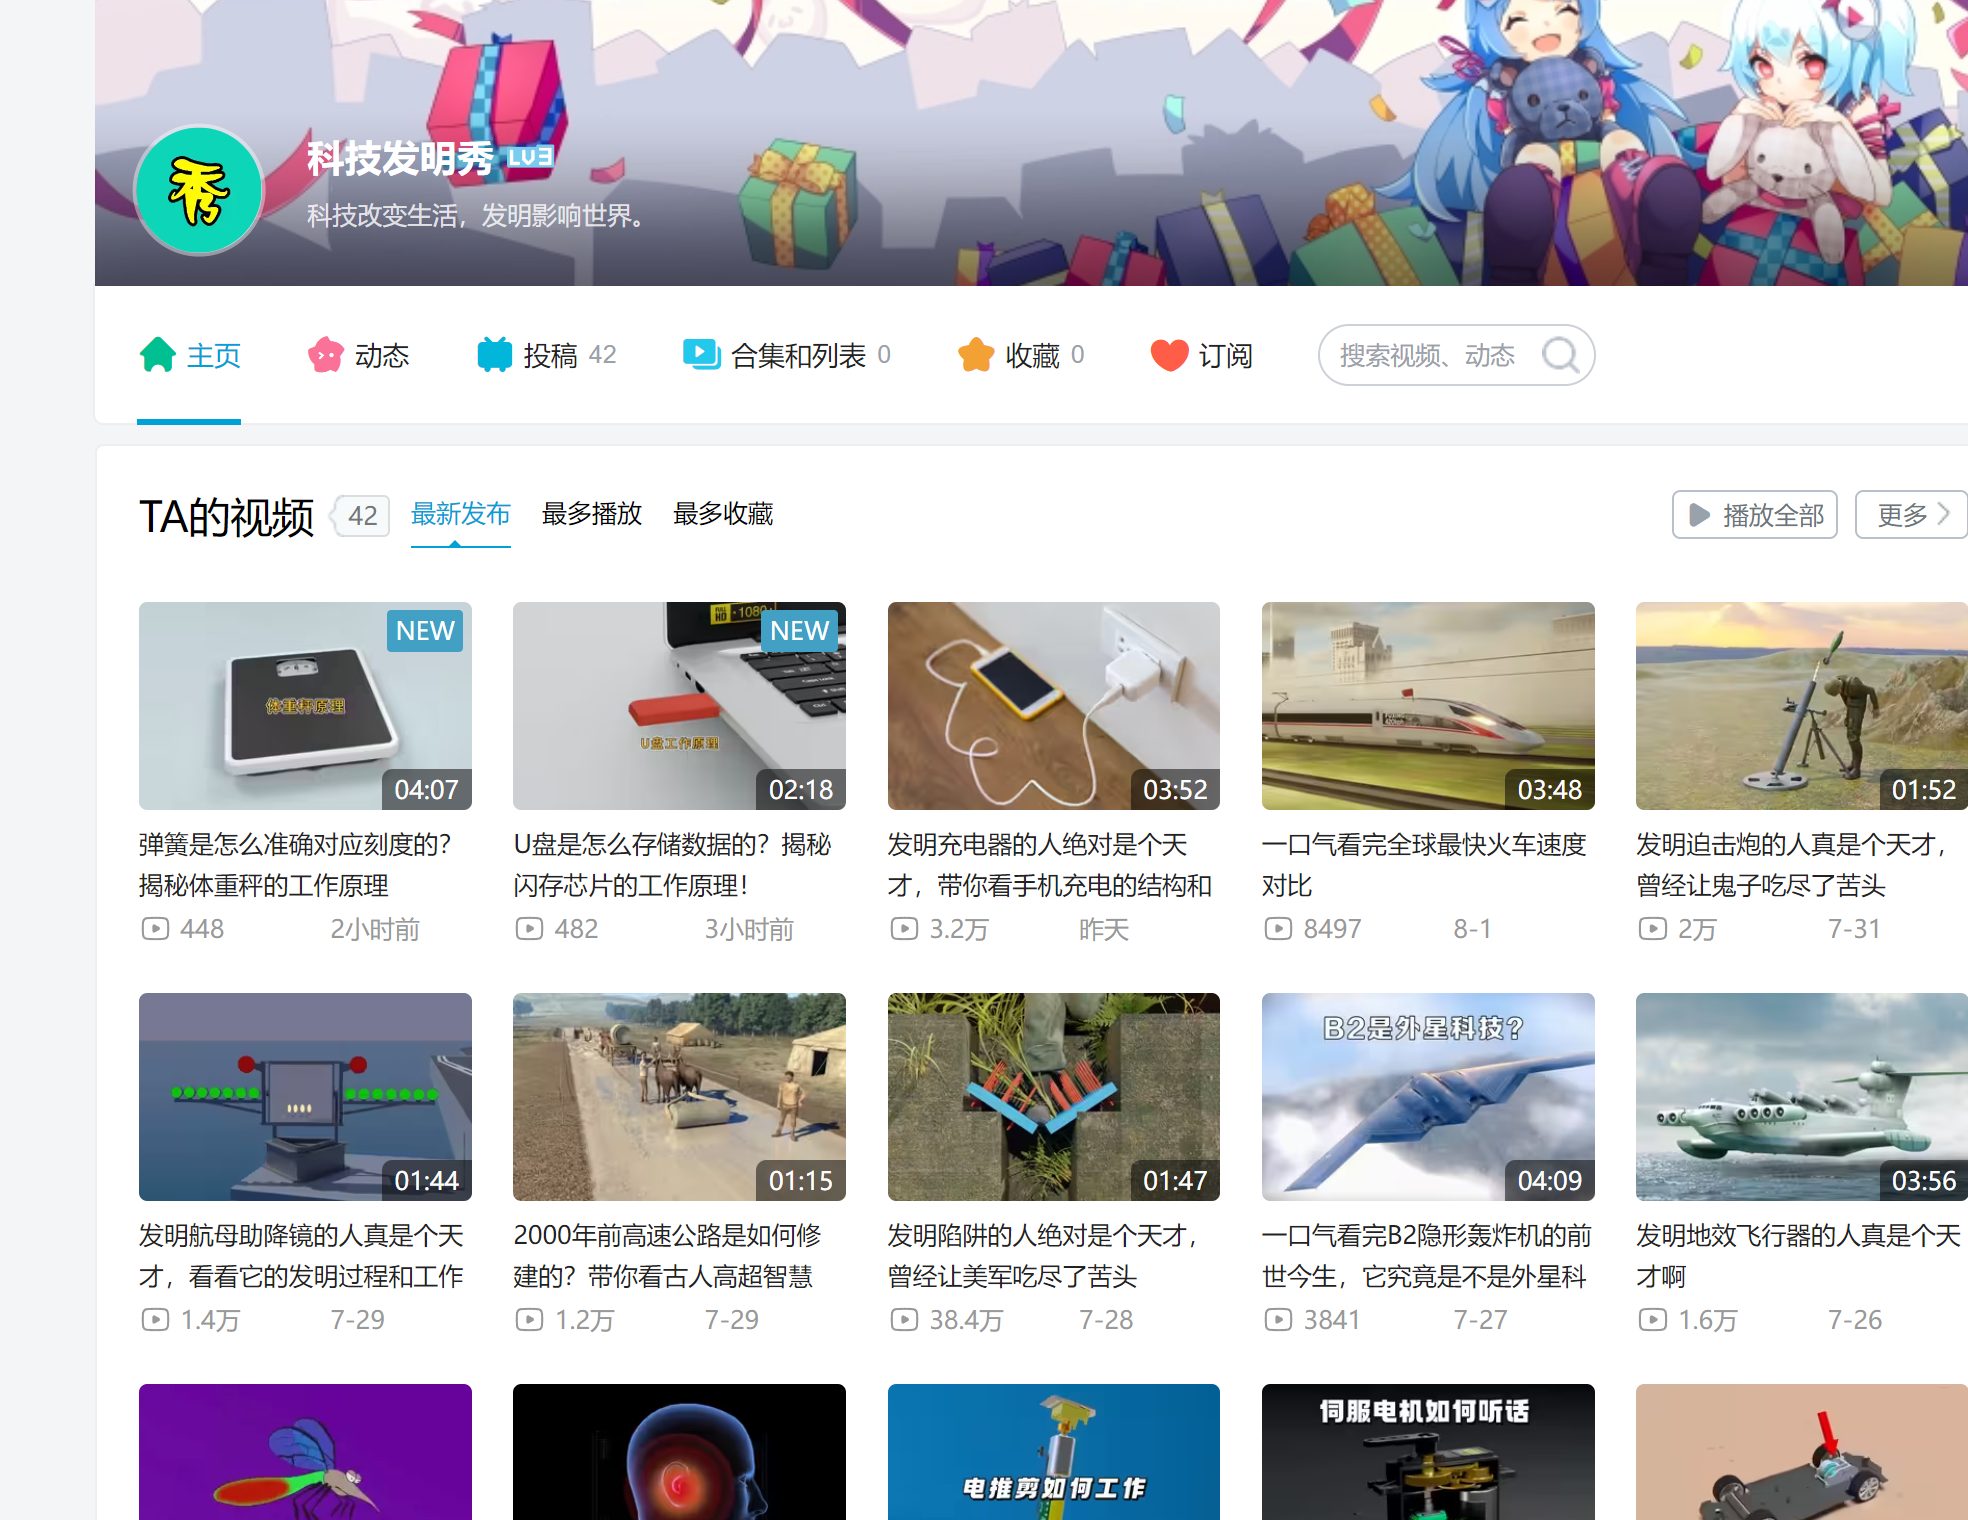 秀
科技发明秀 LV3
科技改变生活，发明影响世界。
主页 动态 投稿 42 合集和列表 0 收藏 0 订阅 搜索视频、动态
TA的视频 42 最新发布 最多播放 最多收藏 播放全部 更多
NEW
体重秤原理
04:07
FULL HD 1080
NEW
U盘工作原理
02:18
03:52
03:48
01:52
弹簧是怎么准确对应刻度的？
揭秘体重秤的工作原理
448 2小时前
U盘是怎么存储数据的？揭秘
闪存芯片的工作原理！
482 3小时前
发明充电器的人绝对是个天
才，带你看手机充电的结构和
3.2万 昨天
一口气看完全球最快火车速度
对比
8497 8-1
发明迫击炮的人真是个天才，
曾经让鬼子吃尽了苦头
2万 7-31
01:44
01:15
01:47
B2是外星科技？
04:09
03:56
发明航母助降镜的人真是个天
才，看看它的发明过程和工作
1.4万 7-29
2000年前高速公路是如何修
建的？带你看古人高超智慧
1.2万 7-29
发明陷阱的人绝对是个天才，
曾经让美军吃尽了苦头
38.4万 7-28
一口气看完B2隐形轰炸机的前
世今生，它究竟是不是外星科
3841 7-27
发明地效飞行器的人真是个天
才啊
1.6万 7-26
电推剪如何工作
伺服电机如何听话